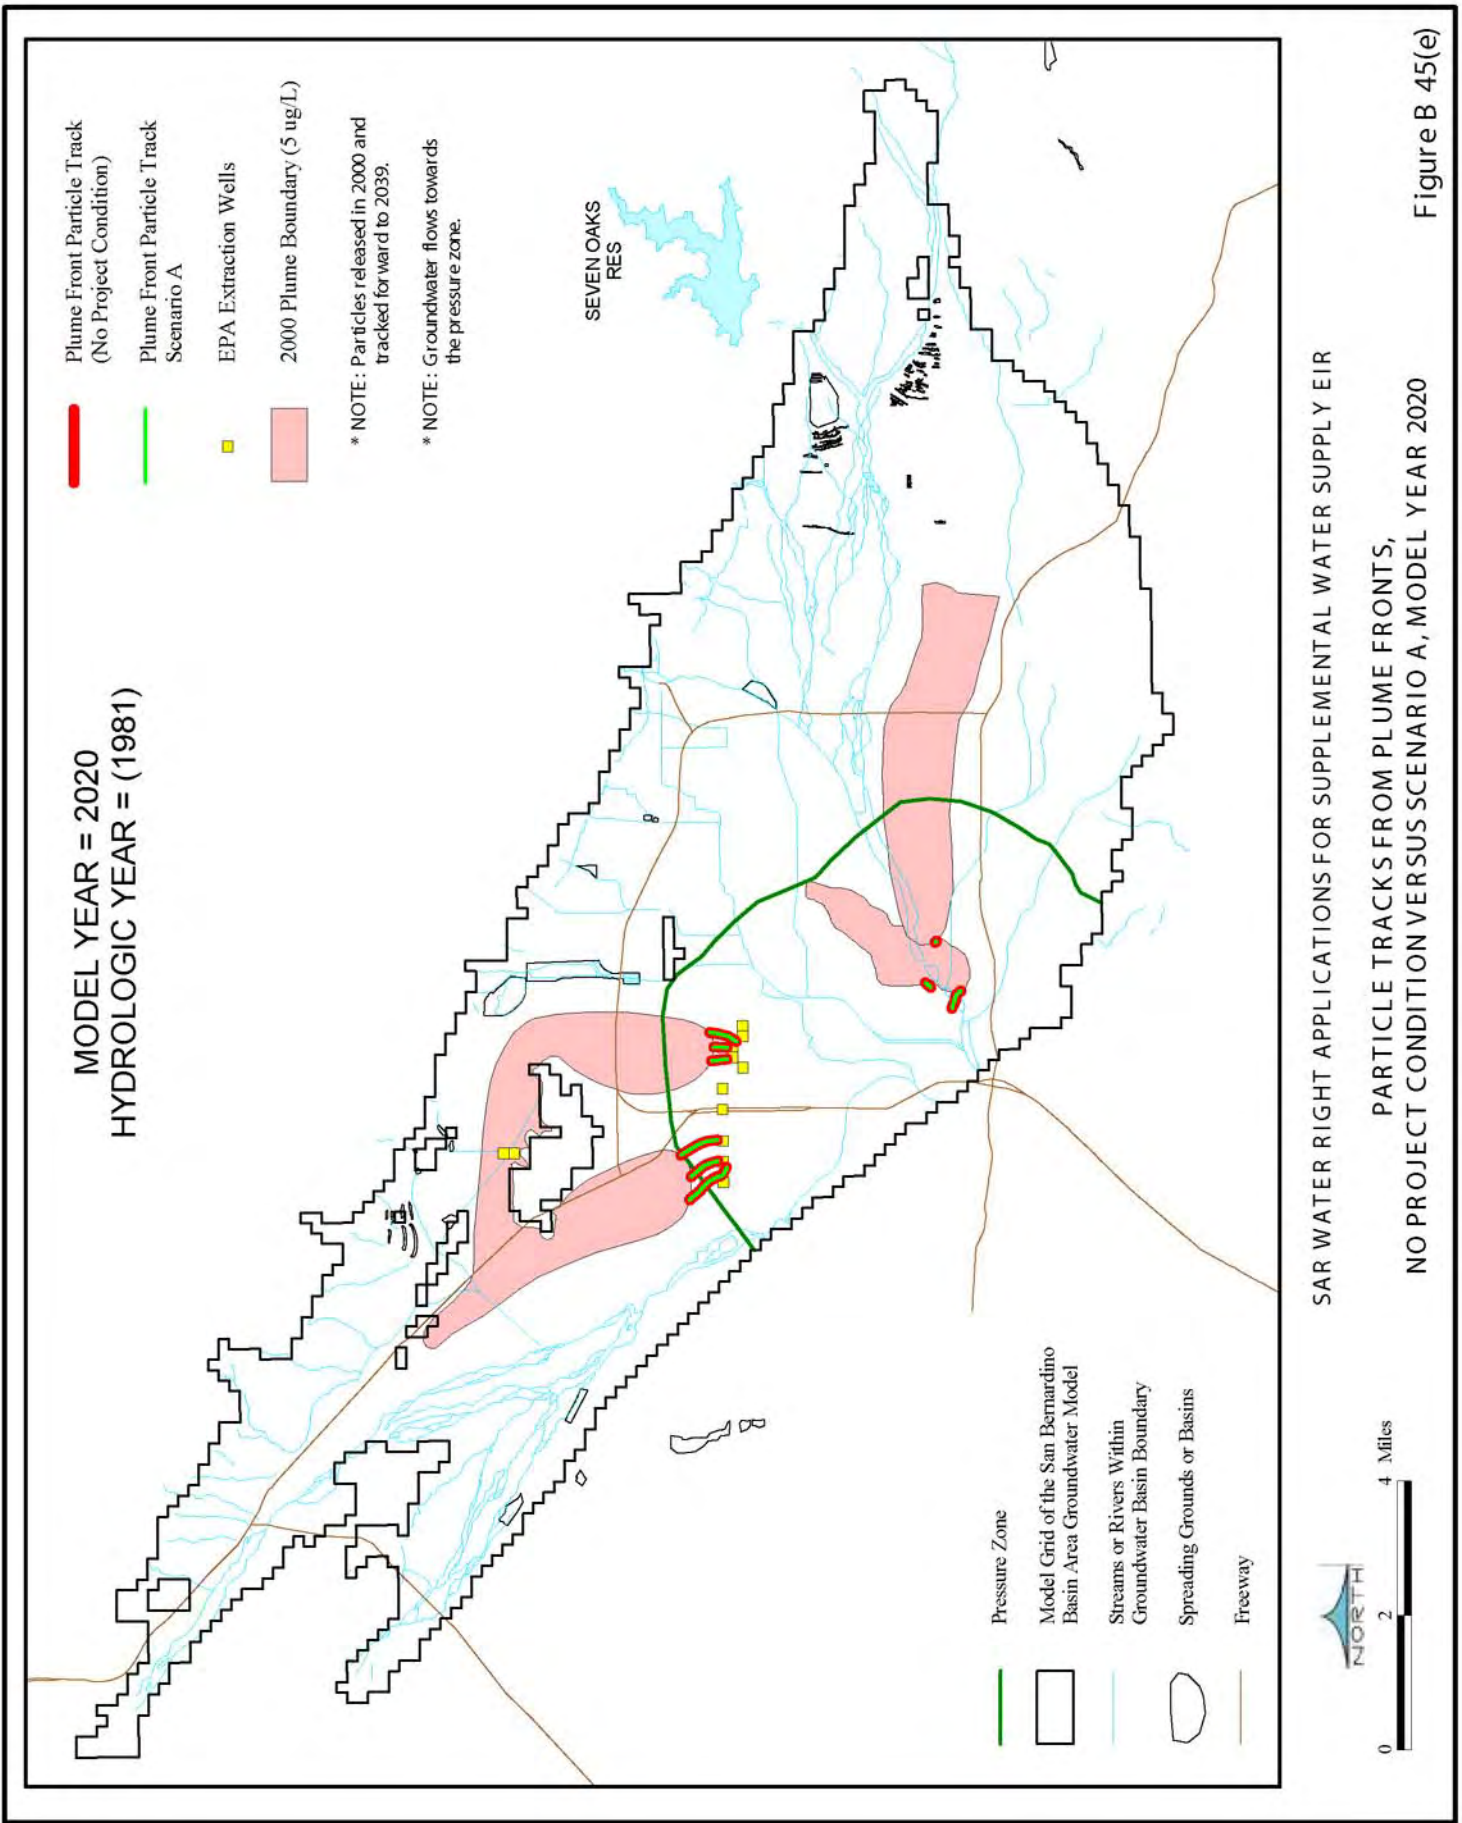 MODEL YEAR = 2020
HYDROLOGIC YEAR = (1981)
Plume Front Particle Track
(No Project Condition)
Plume Front Particle Track
Scenario A
EPA Extraction Wells
2000 Plume Boundary (5 ug/L)
* NOTE: Particles released in 2000 and
tracked forward to 2039.
* NOTE: Groundwater flows towards
the pressure zone.
SEVEN OAKS
RES
Pressure Zone
Model Grid of the San Bernardino
Basin Area Groundwater Model
Streams or Rivers Within
Groundwater Basin Boundary
Spreading Grounds or Basins
Freeway
NORTH
0 2 4 Miles
SAR WATER RIGHT APPLICATIONS FOR SUPPLEMENTAL WATER SUPPLY EIR
PARTICLE TRACKS FROM PLUME FRONTS,
NO PROJECT CONDITION VERSUS SCENARIO A, MODEL YEAR 2020
Figure B 45(e)